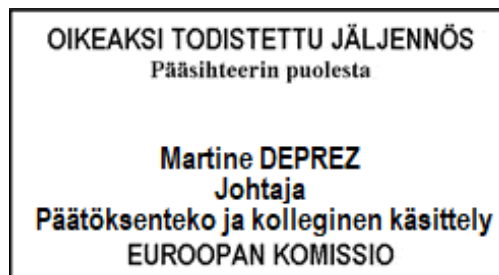 OIKEAKSI TODISTETTU JÄLJENNÖS
Pääsihteerin puolesta
Martine DEPREZ
Johtaja
Päätöksenteko ja kolleginen käsittely
EUROOPAN KOMISSIO